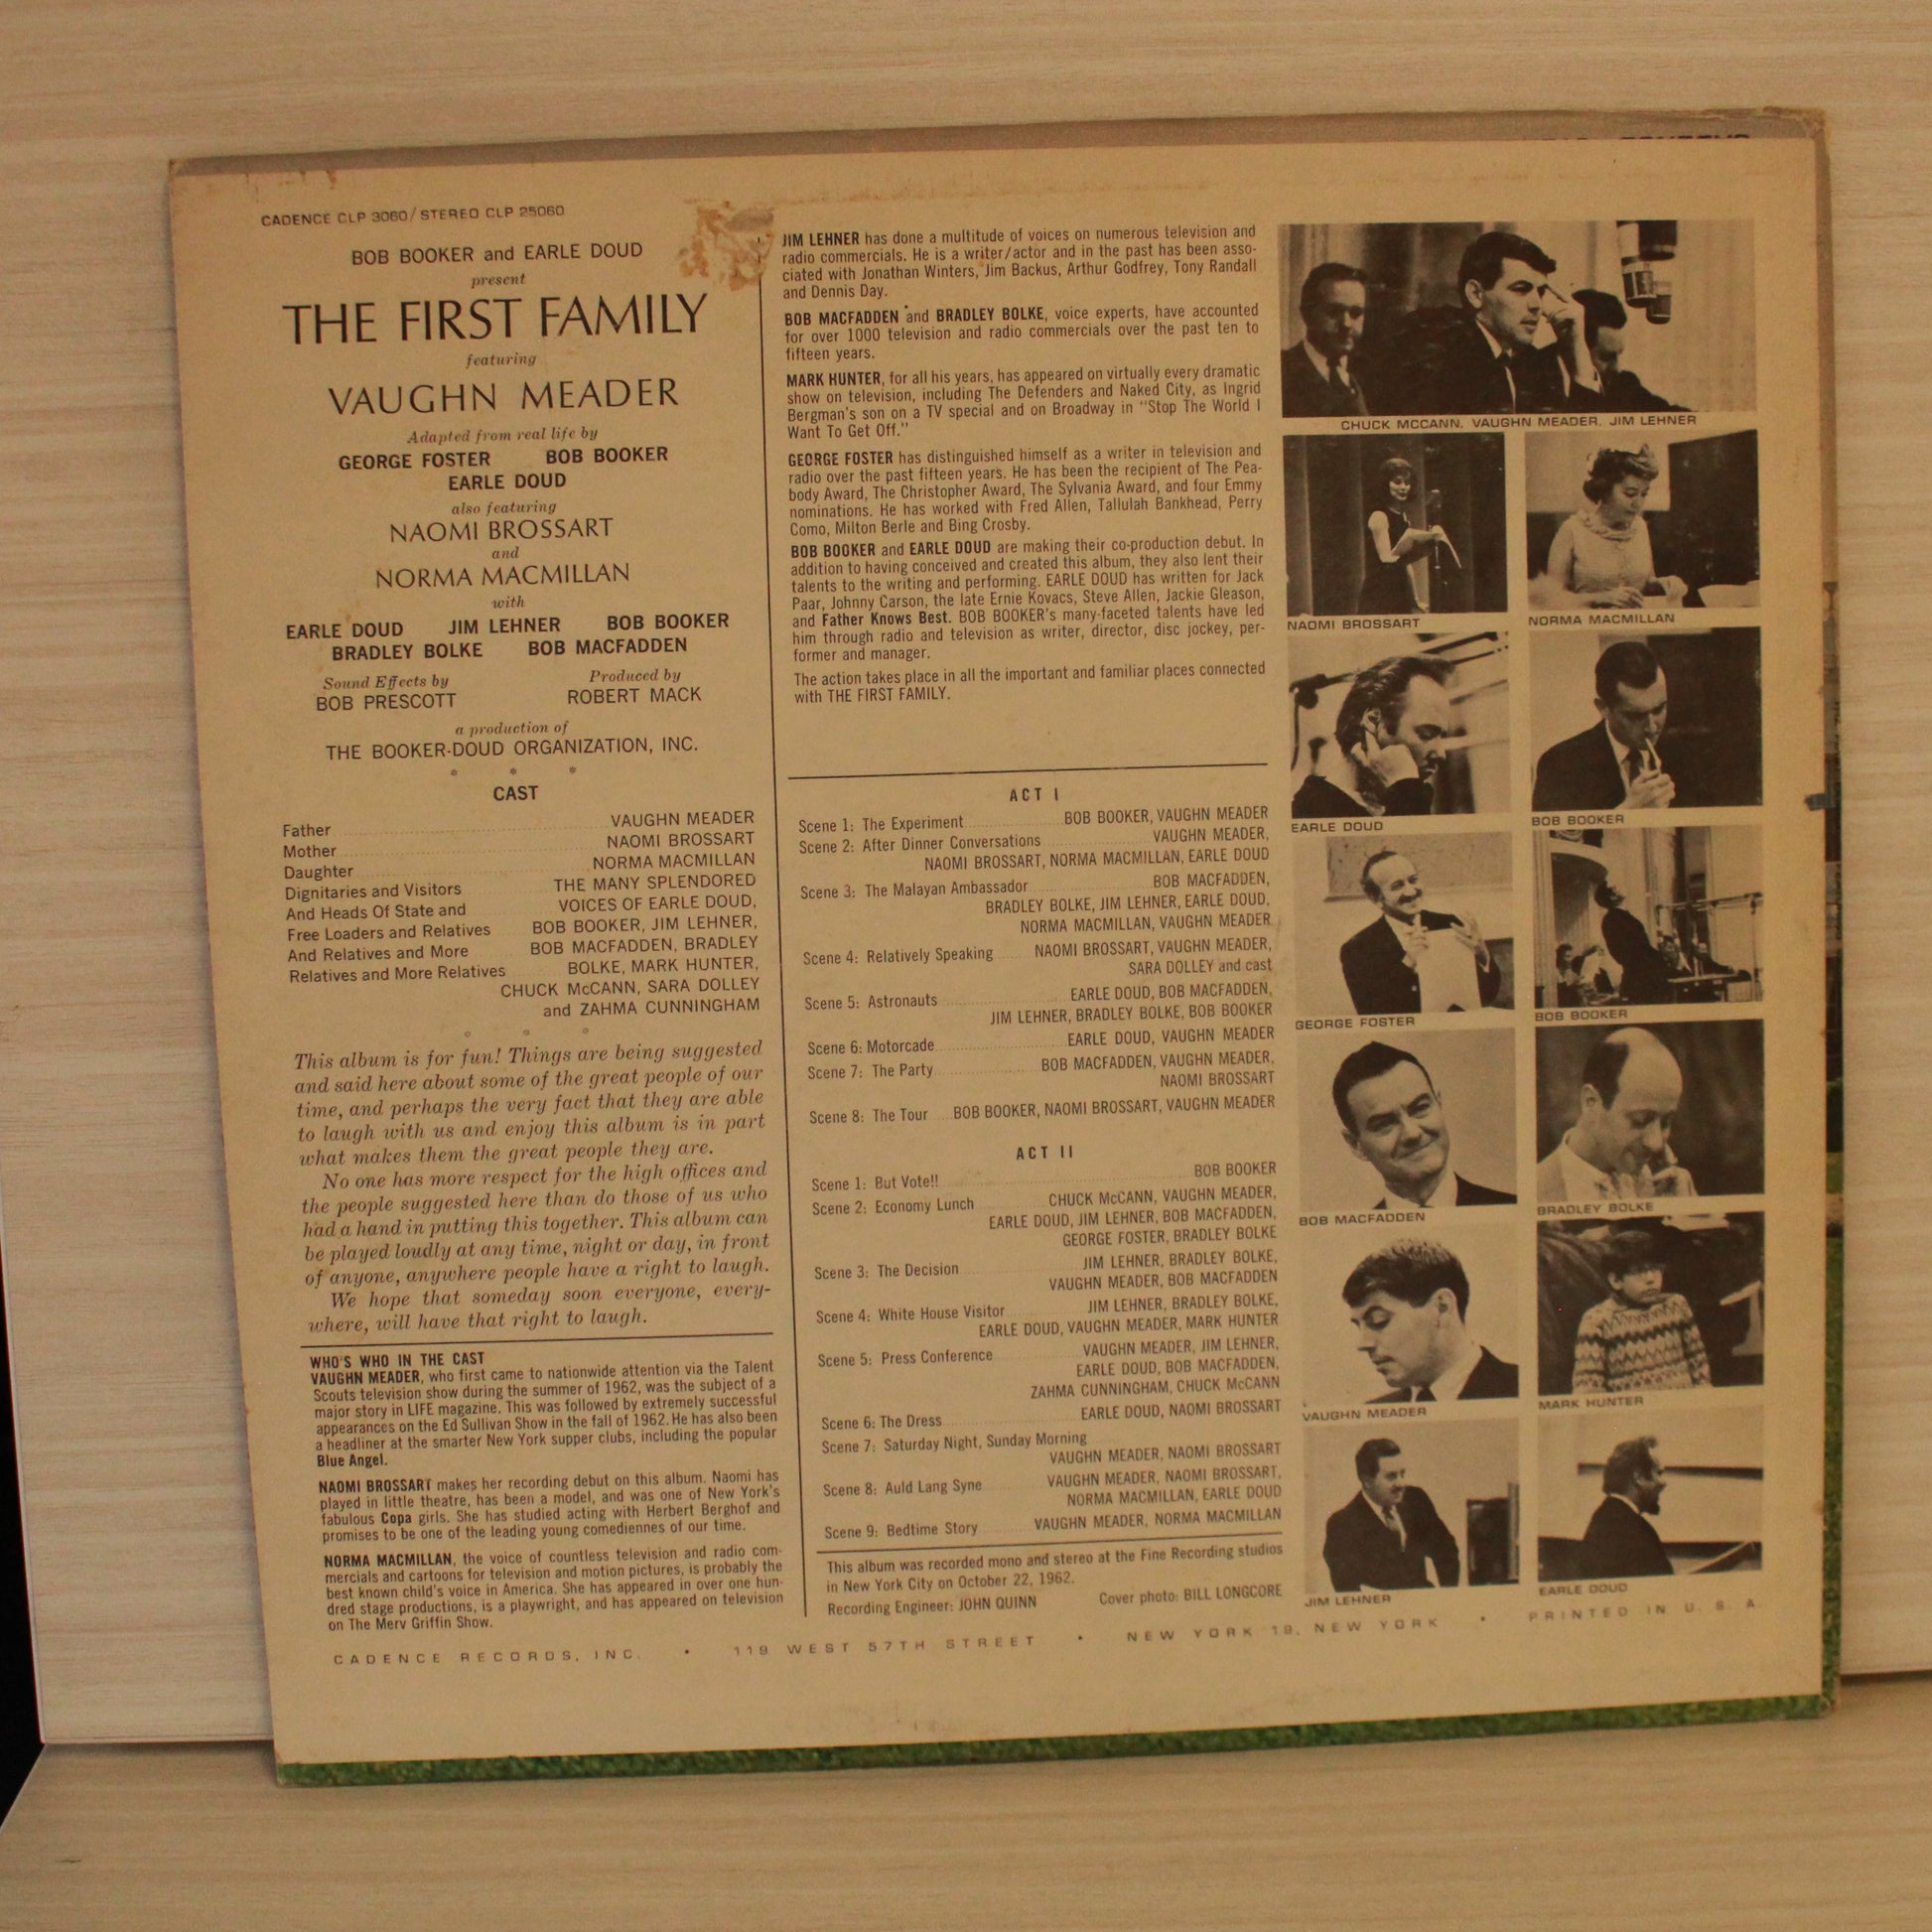 CADENCE CLP 3060/STEREO CLP 25060
BOB BOOKER and EARLE DOUD
present
THE FIRST FAMILY
featuring
VAUGHN MEADER
Adapted from real life by
GEORGE FOSTER BOB BOOKER
EARLE DOUD
also featuring
NAOMI BROSSART
and
NORMA MACMILLAN
with
EARLE DOUD JIM LEHNER BOB BOOKER
BRADLEY BOLKE BOB MACFADDEN
Sound Effects by Produced by
BOB PRESCOTT ROBERT MACK
a production of
THE BOOKER-DOUD ORGANIZATION, INC.
CAST
Father VAUGHN MEADER
Mother NAOMI BROSSART
Daughter NORMA MACMILLAN
Dignitaries and Visitors THE MANY SPLENDORED
And Heads Of State and VOICES OF EARLE DOUD,
Free Loaders and Relatives BOB BOOKER, JIM LEHNER,
And Relatives and More BOB MACFADDEN, BRADLEY
Relatives and More Relatives BOLKE, MARK HUNTER,
CHUCK McCANN, SARA DOLLEY
and ZAHMA CUNNINGHAM
This album is for fun! Things are being suggested
and said here about some of the great people of our
time, and perhaps the very fact that they are able
to laugh with us and enjoy this album is in part
what makes them the great people they are.
No one has more respect for the high offices and
the people suggested here than do those of us who
had a hand in putting this together. This album can
be played loudly at any time, night or day, in front
of anyone, anywhere people have a right to laugh.
We hope that someday soon everyone, every-
where, will have that right to laugh.
WHO'S WHO IN THE CAST
VAUGHN MEADER, who first came to nationwide attention via the Talent
Scouts television show during the summer of 1962, was the subject of a
major story in LIFE magazine. This was followed by extremely successful
appearances on the Ed Sullivan Show in the fall of 1962. He has also been
a headliner at the smarter New York supper clubs, including the popular
Blue Angel.
NAOMI BROSSART makes her recording debut on this album. Naomi has
played in little theatre, has been a model, and was one of New York's
fabulous Copa girls. She has studied acting with Herbert Berghof and
promises to be one of the leading young comediennes of our time.
NORMA MACMILLAN, the voice of countless television and radio com-
mercials and cartoons for television and motion pictures, is probably the
best known child's voice in America. She has appeared in over one hun-
dred stage productions, is a playwright, and has appeared on television
on The Merv Griffin Show.
JIM LEHNER has done a multitude of voices on numerous television and
radio commercials. He is a writer/actor and in the past has been asso-
ciated with Jonathan Winters, Jim Backus, Arthur Godfrey, Tony Randall
and Dennis Day.
BOB MACFADDEN and BRADLEY BOLKE, voice experts, have accounted
for over 1000 television and radio commercials over the past ten to
fifteen years.
MARK HUNTER, for all his years, has appeared on virtually every dramatic
show on television, including The Defenders and Naked City, as Ingrid
Bergman's son on a TV special and on Broadway in "Stop The World I
Want To Get Off."
GEORGE FOSTER has distinguished himself as a writer in television and
radio over the past fifteen years. He has been the recipient of The Pea-
body Award, The Christopher Award, The Sylvania Award, and four Emmy
nominations. He has worked with Fred Allen, Tallulah Bankhead, Perry
Como, Milton Berle and Bing Crosby.
BOB BOOKER and EARLE DOUD are making their co-production debut. In
addition to having conceived and created this album, they also lent their
talents to the writing and performing. EARLE DOUD has written for Jack
Paar, Johnny Carson, the late Ernie Kovacs, Steve Allen, Jackie Gleason,
and Father Knows Best. BOB BOOKER's many-faceted talents have led
him through radio and television as writer, director, disc jockey, per-
former and manager.
The action takes place in all the important and familiar places connected
with THE FIRST FAMILY.
ACT I
Scene 1: The Experiment BOB BOOKER, VAUGHN MEADER
Scene 2: After Dinner Conversations VAUGHN MEADER,
NAOMI BROSSART, NORMA MACMILLAN, EARLE DOUD
Scene 3: The Malayan Ambassador BOB MACFADDEN,
BRADLEY BOLKE, JIM LEHNER, EARLE DOUD,
NORMA MACMILLAN, VAUGHN MEADER
Scene 4: Relatively Speaking NAOMI BROSSART, VAUGHN MEADER,
SARA DOLLEY and cast
Scene 5: Astronauts EARLE DOUD, BOB MACFADDEN,
JIM LEHNER, BRADLEY BOLKE, BOB BOOKER
Scene 6: Motorcade EARLE DOUD, VAUGHN MEADER
Scene 7: The Party BOB MACFADDEN, VAUGHN MEADER,
NAOMI BROSSART
Scene 8: The Tour BOB BOOKER, NAOMI BROSSART, VAUGHN MEADER
ACT II
Scene 1: But Vote!! BOB BOOKER
Scene 2: Economy Lunch CHUCK McCANN, VAUGHN MEADER,
EARLE DOUD, JIM LEHNER, BOB MACFADDEN,
GEORGE FOSTER, BRADLEY BOLKE
Scene 3: The Decision JIM LEHNER, BRADLEY BOLKE,
VAUGHN MEADER, BOB MACFADDEN
Scene 4: White House Visitor JIM LEHNER, BRADLEY BOLKE,
EARLE DOUD, VAUGHN MEADER, MARK HUNTER
Scene 5: Press Conference VAUGHN MEADER, JIM LEHNER,
EARLE DOUD, BOB MACFADDEN,
ZAHMA CUNNINGHAM, CHUCK McCANN
Scene 6: The Dress EARLE DOUD, NAOMI BROSSART
Scene 7: Saturday Night, Sunday Morning
VAUGHN MEADER, NAOMI BROSSART
Scene 8: Auld Lang Syne VAUGHN MEADER, NAOMI BROSSART,
NORMA MACMILLAN, EARLE DOUD
Scene 9: Bedtime Story VAUGHN MEADER, NORMA MACMILLAN
This album was recorded mono and stereo at the Fine Recording studios
in New York City on October 22, 1962.
Recording Engineer: JOHN QUINN Cover photo: BILL LONGCORE
CHUCK MCCANN, VAUGHN MEADER, JIM LEHNER
NAOMI BROSSART NORMA MACMILLAN
EARLE DOUD BOB BOOKER
GEORGE FOSTER BOB BOOKER
BOB MACFADDEN BRADLEY BOLKE
VAUGHN MEADER MARK HUNTER
JIM LEHNER EARLE DOUD
CADENCE RECORDS, INC. • 119 WEST 57TH STREET • NEW YORK 19, NEW YORK • PRINTED IN U.S.A.